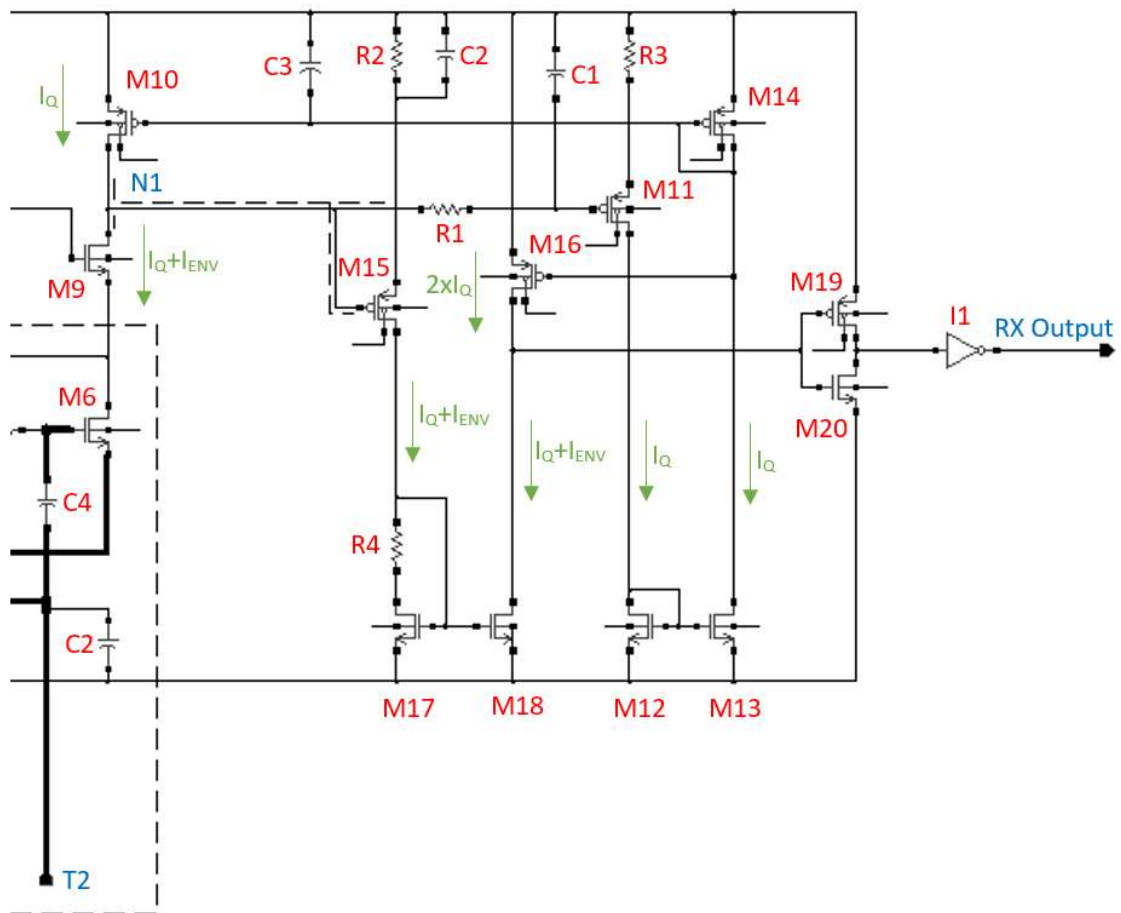 C3
R2
C2
C1
R3
M10
M14
IQ
N1
M11
R1
M16
IQ+IENV
M9
M15
2xIQ
M19
I1
RX Output
M6
M20
IQ+IENV
IQ+IENV
IQ
IQ
C4
R4
C2
M17
M18
M12
M13
T2